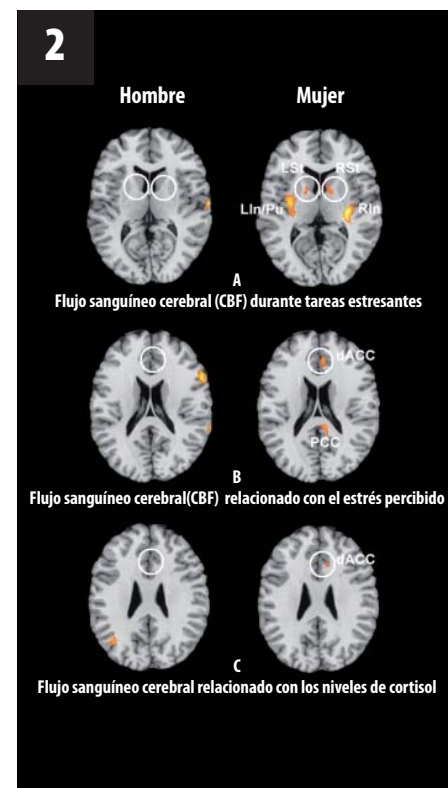 2
Hombre Mujer
LSt RSt
LIn/Pu RIn
A
Flujo sanguíneo cerebral (CBF) durante tareas estresantes
dACC
PCC
B
Flujo sanguíneo cerebral(CBF) relacionado con el estrés percibido
dACC
C
Flujo sanguíneo cerebral relacionado con los niveles de cortisol